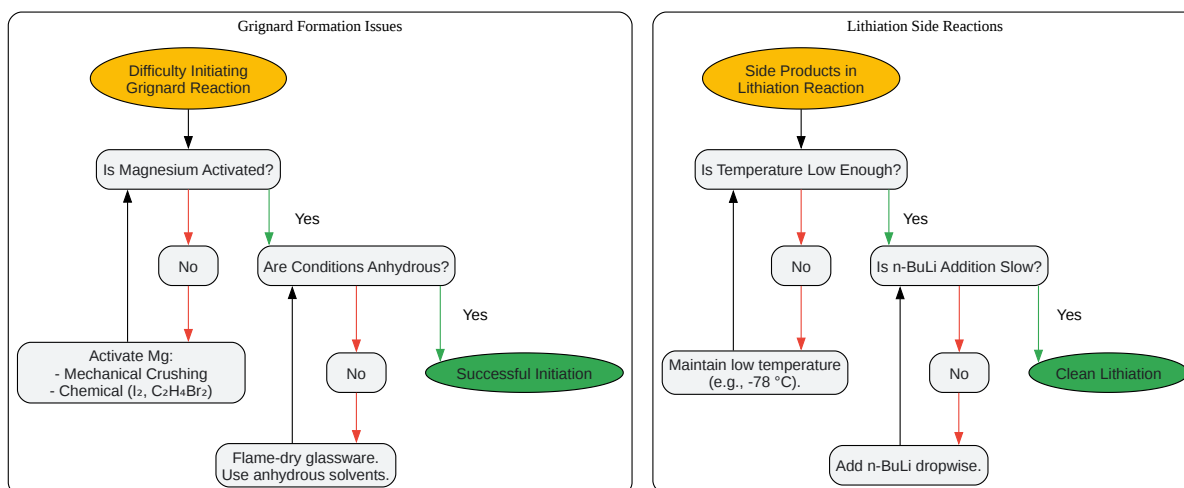 Grignard Formation Issues
Difficulty Initiating
Grignard Reaction
Is Magnesium Activated?
Yes
No
Are Conditions Anhydrous?
Yes
Activate Mg:
- Mechanical Crushing
- Chemical (I₂, C₂H₄Br₂)
No
Successful Initiation
Flame-dry glassware.
Use anhydrous solvents.
Lithiation Side Reactions
Side Products in
Lithiation Reaction
Is Temperature Low Enough?
Yes
No
Is n-BuLi Addition Slow?
Yes
Maintain low temperature
(e.g., -78 °C).
No
Clean Lithiation
Add n-BuLi dropwise.